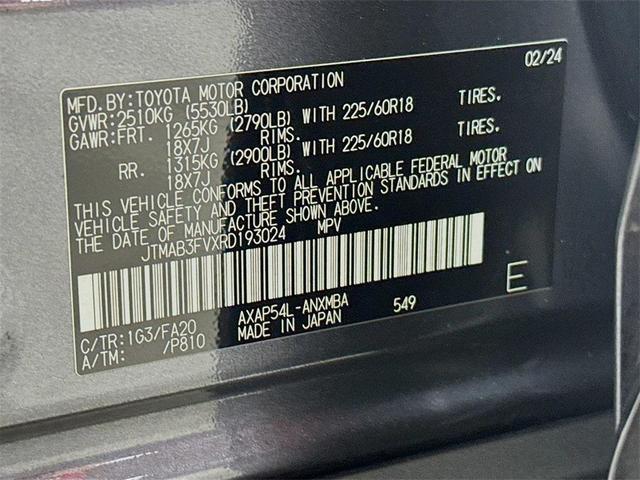 02/24
MFD.BY:TOYOTA MOTOR CORPORATION
GVWR:2510KG (5530LB)
GAWR:FRT. 1265KG (2790LB) WITH 225/60R18 TIRES.
18X7J RIMS.
RR. 1315KG (2900LB) WITH 225/60R18 TIRES.
18X7J RIMS.
THIS VEHICLE CONFORMS TO ALL APPLICABLE FEDERAL MOTOR
VEHICLE SAFETY AND THEFT PREVENTION STANDARDS IN EFFECT ON
THE DATE OF MANUFACTURE SHOWN ABOVE.
JTMAB3FVXRD193024 MPV
C/TR:1G3/FA20 AXAP54L-ANXMBA 549 E
A/TM: /P810 MADE IN JAPAN